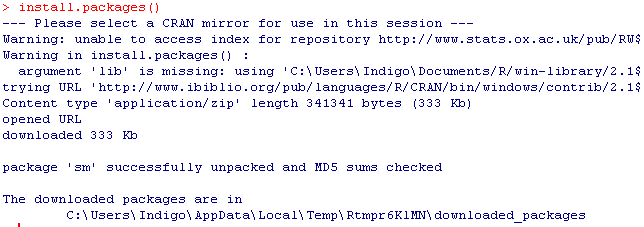 > install.packages()
--- Please select a CRAN mirror for use in this session ---
Warning: unable to access index for repository http://www.stats.ox.ac.uk/pub/RW$
Warning in install.packages() :
  argument 'lib' is missing: using 'C:\Users\Indigo\Documents/R/win-library/2.1$
trying URL 'http://www.ibiblio.org/pub/languages/R/CRAN/bin/windows/contrib/2.1$
Content type 'application/zip' length 341341 bytes (333 Kb)
opened URL
downloaded 333 Kb

package 'sm' successfully unpacked and MD5 sums checked

The downloaded packages are in
        C:\Users\Indigo\AppData\Local\Temp\Rtmpr6KlMN\downloaded_packages